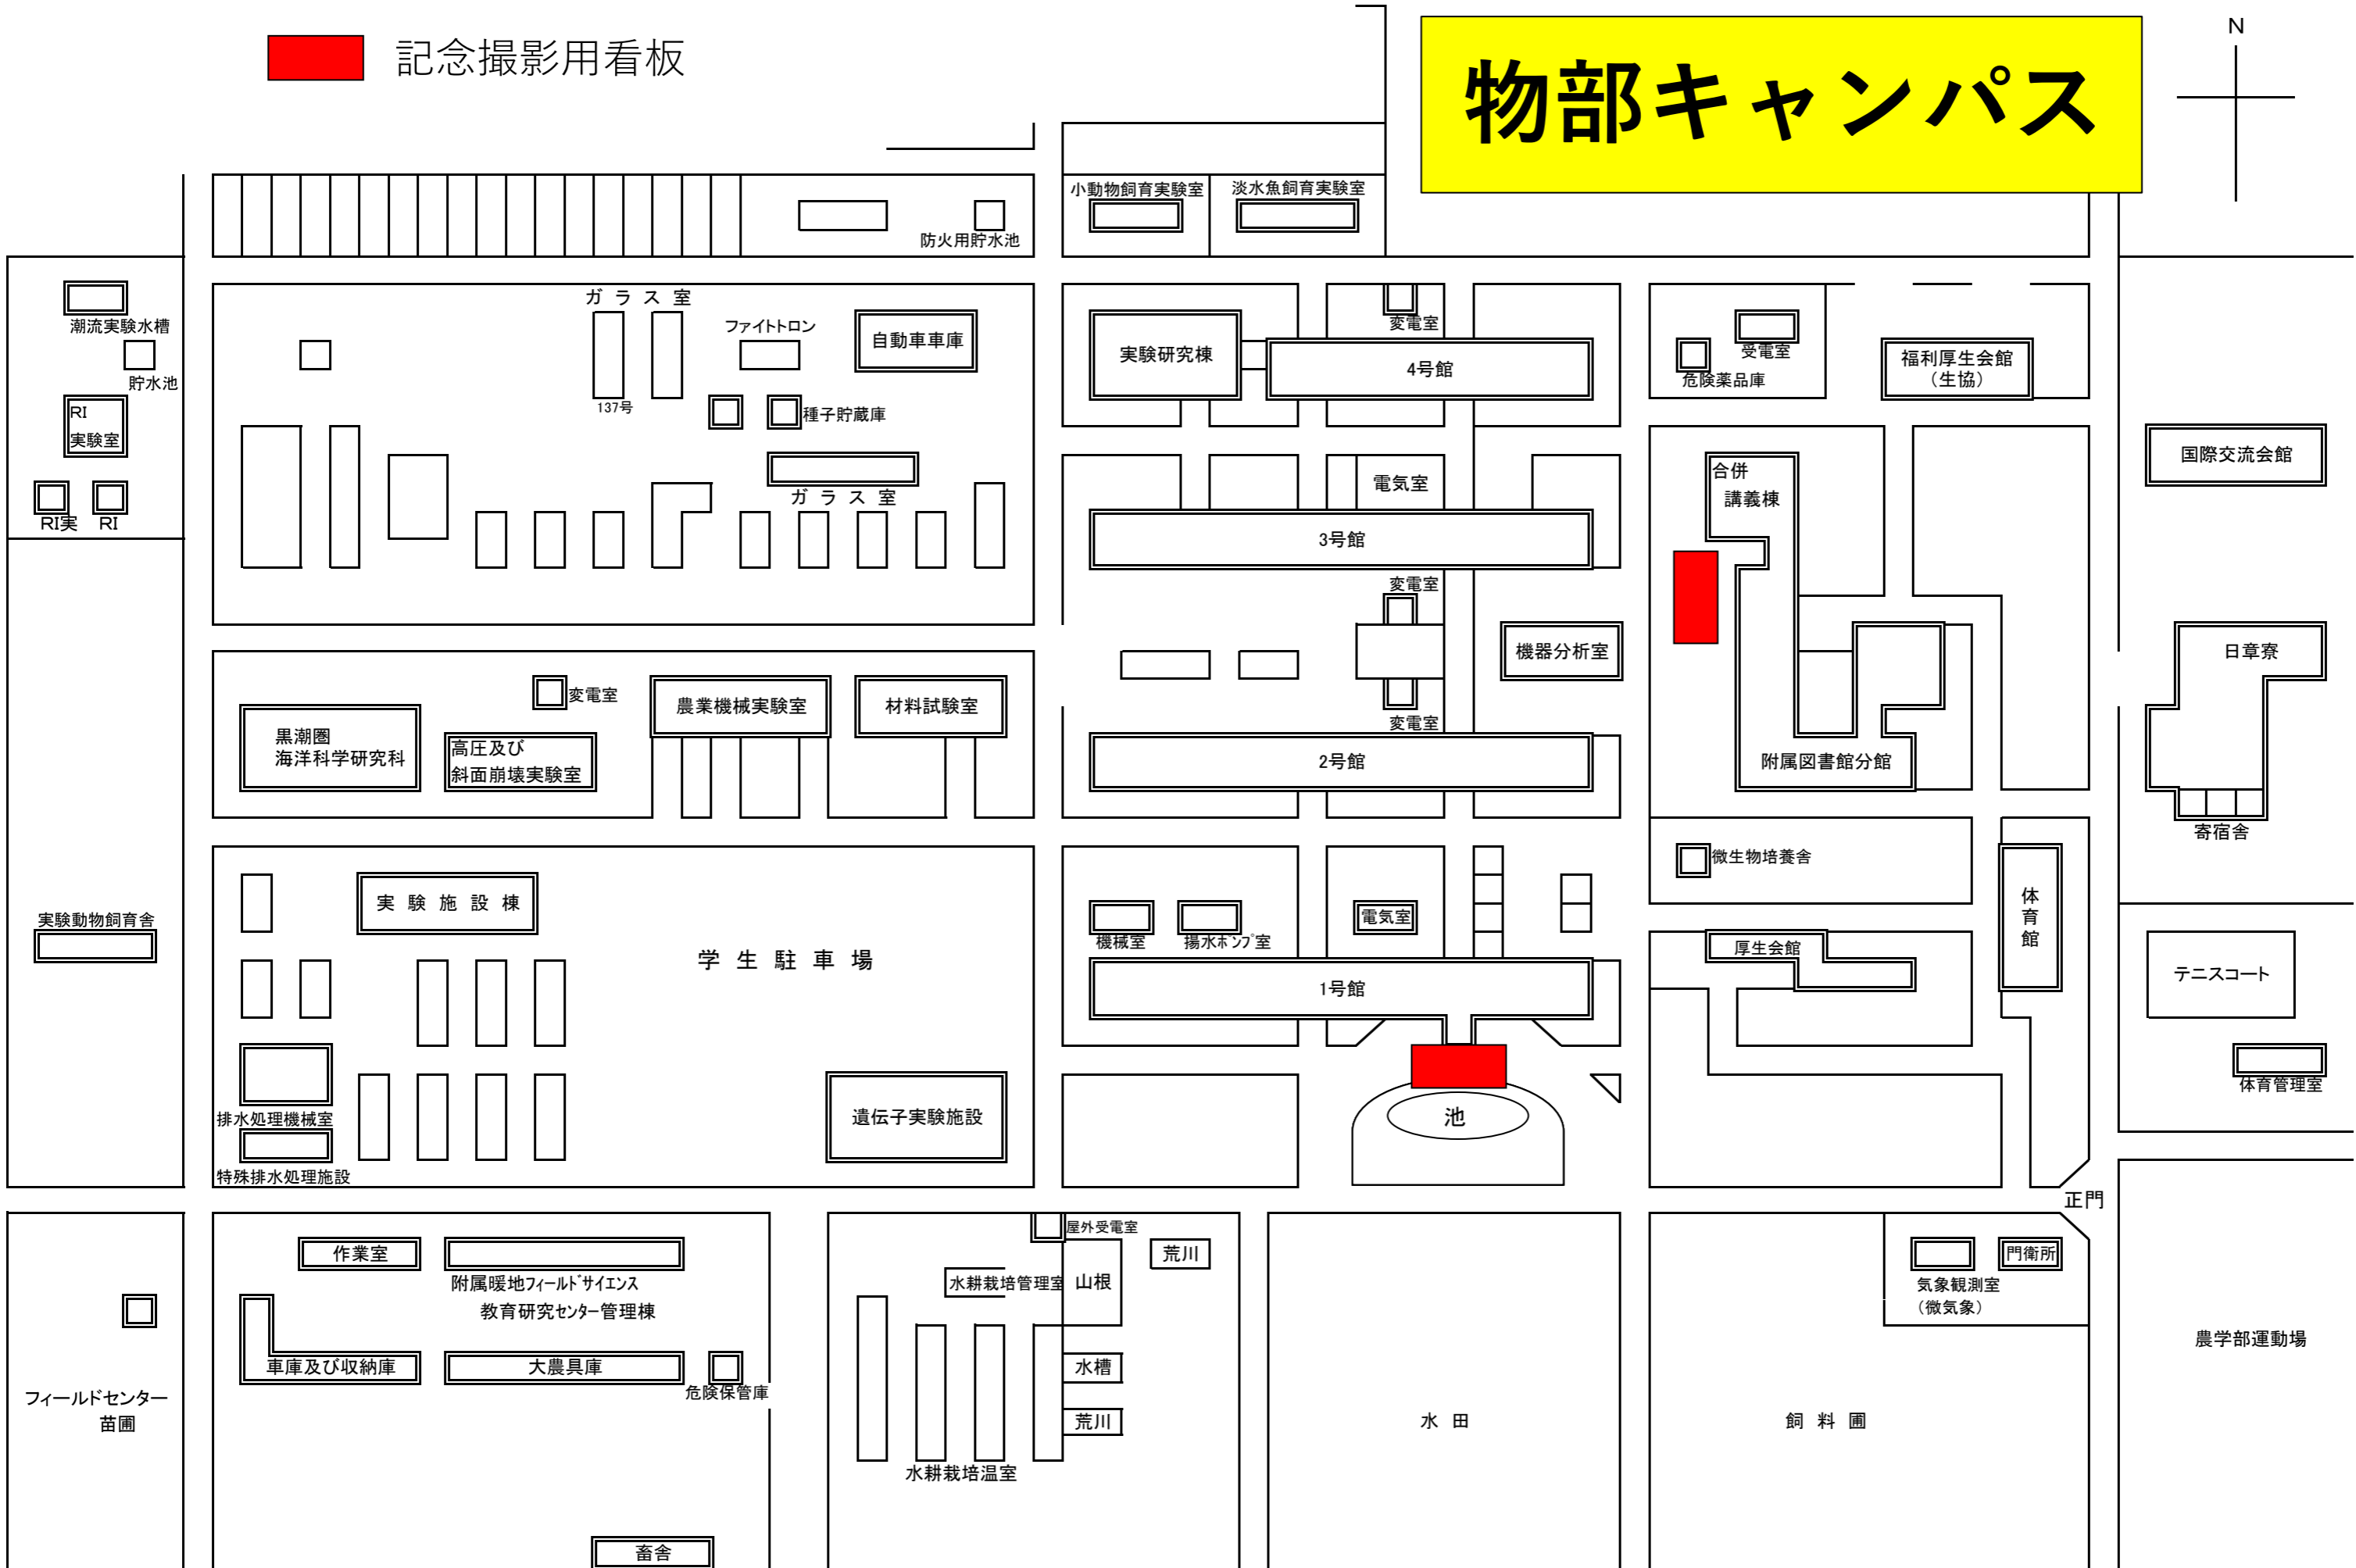 記念撮影用看板
物部キャンパス
N
小動物飼育実験室
淡水魚飼育実験室
防火用貯水池
潮流実験水槽
貯水池
RI
実験室
RI実
RI
ガラス室
137号
ファイトトロン
自動車車庫
種子貯蔵庫
ガラス室
実験研究棟
変電室
4号館
受電室
危険薬品庫
福利厚生会館
（生協）
電気室
3号館
変電室
合併
講義棟
国際交流会館
機器分析室
変電室
2号館
附属図書館分館
日章寮
寄宿舎
変電室
農業機械実験室
材料試験室
黒潮圏
海洋科学研究科
高圧及び
斜面崩壊実験室
実験動物飼育舎
実験施設棟
学生駐車場
機械室
揚水ﾎﾟﾝﾌﾟ室
電気室
1号館
池
微生物培養舎
厚生会館
体育館
テニスコート
体育管理室
排水処理機械室
特殊排水処理施設
遺伝子実験施設
正門
作業室
附属暖地ﾌｨｰﾙﾄﾞｻｲｴﾝｽ
教育研究ｾﾝﾀｰ管理棟
車庫及び収納庫
大農具庫
危険保管庫
フィールドセンター
苗圃
畜舎
屋外受電室
水耕栽培管理室
山根
荒川
水槽
荒川
水耕栽培温室
水田
飼料圃
気象観測室
（微気象）
門衛所
農学部運動場